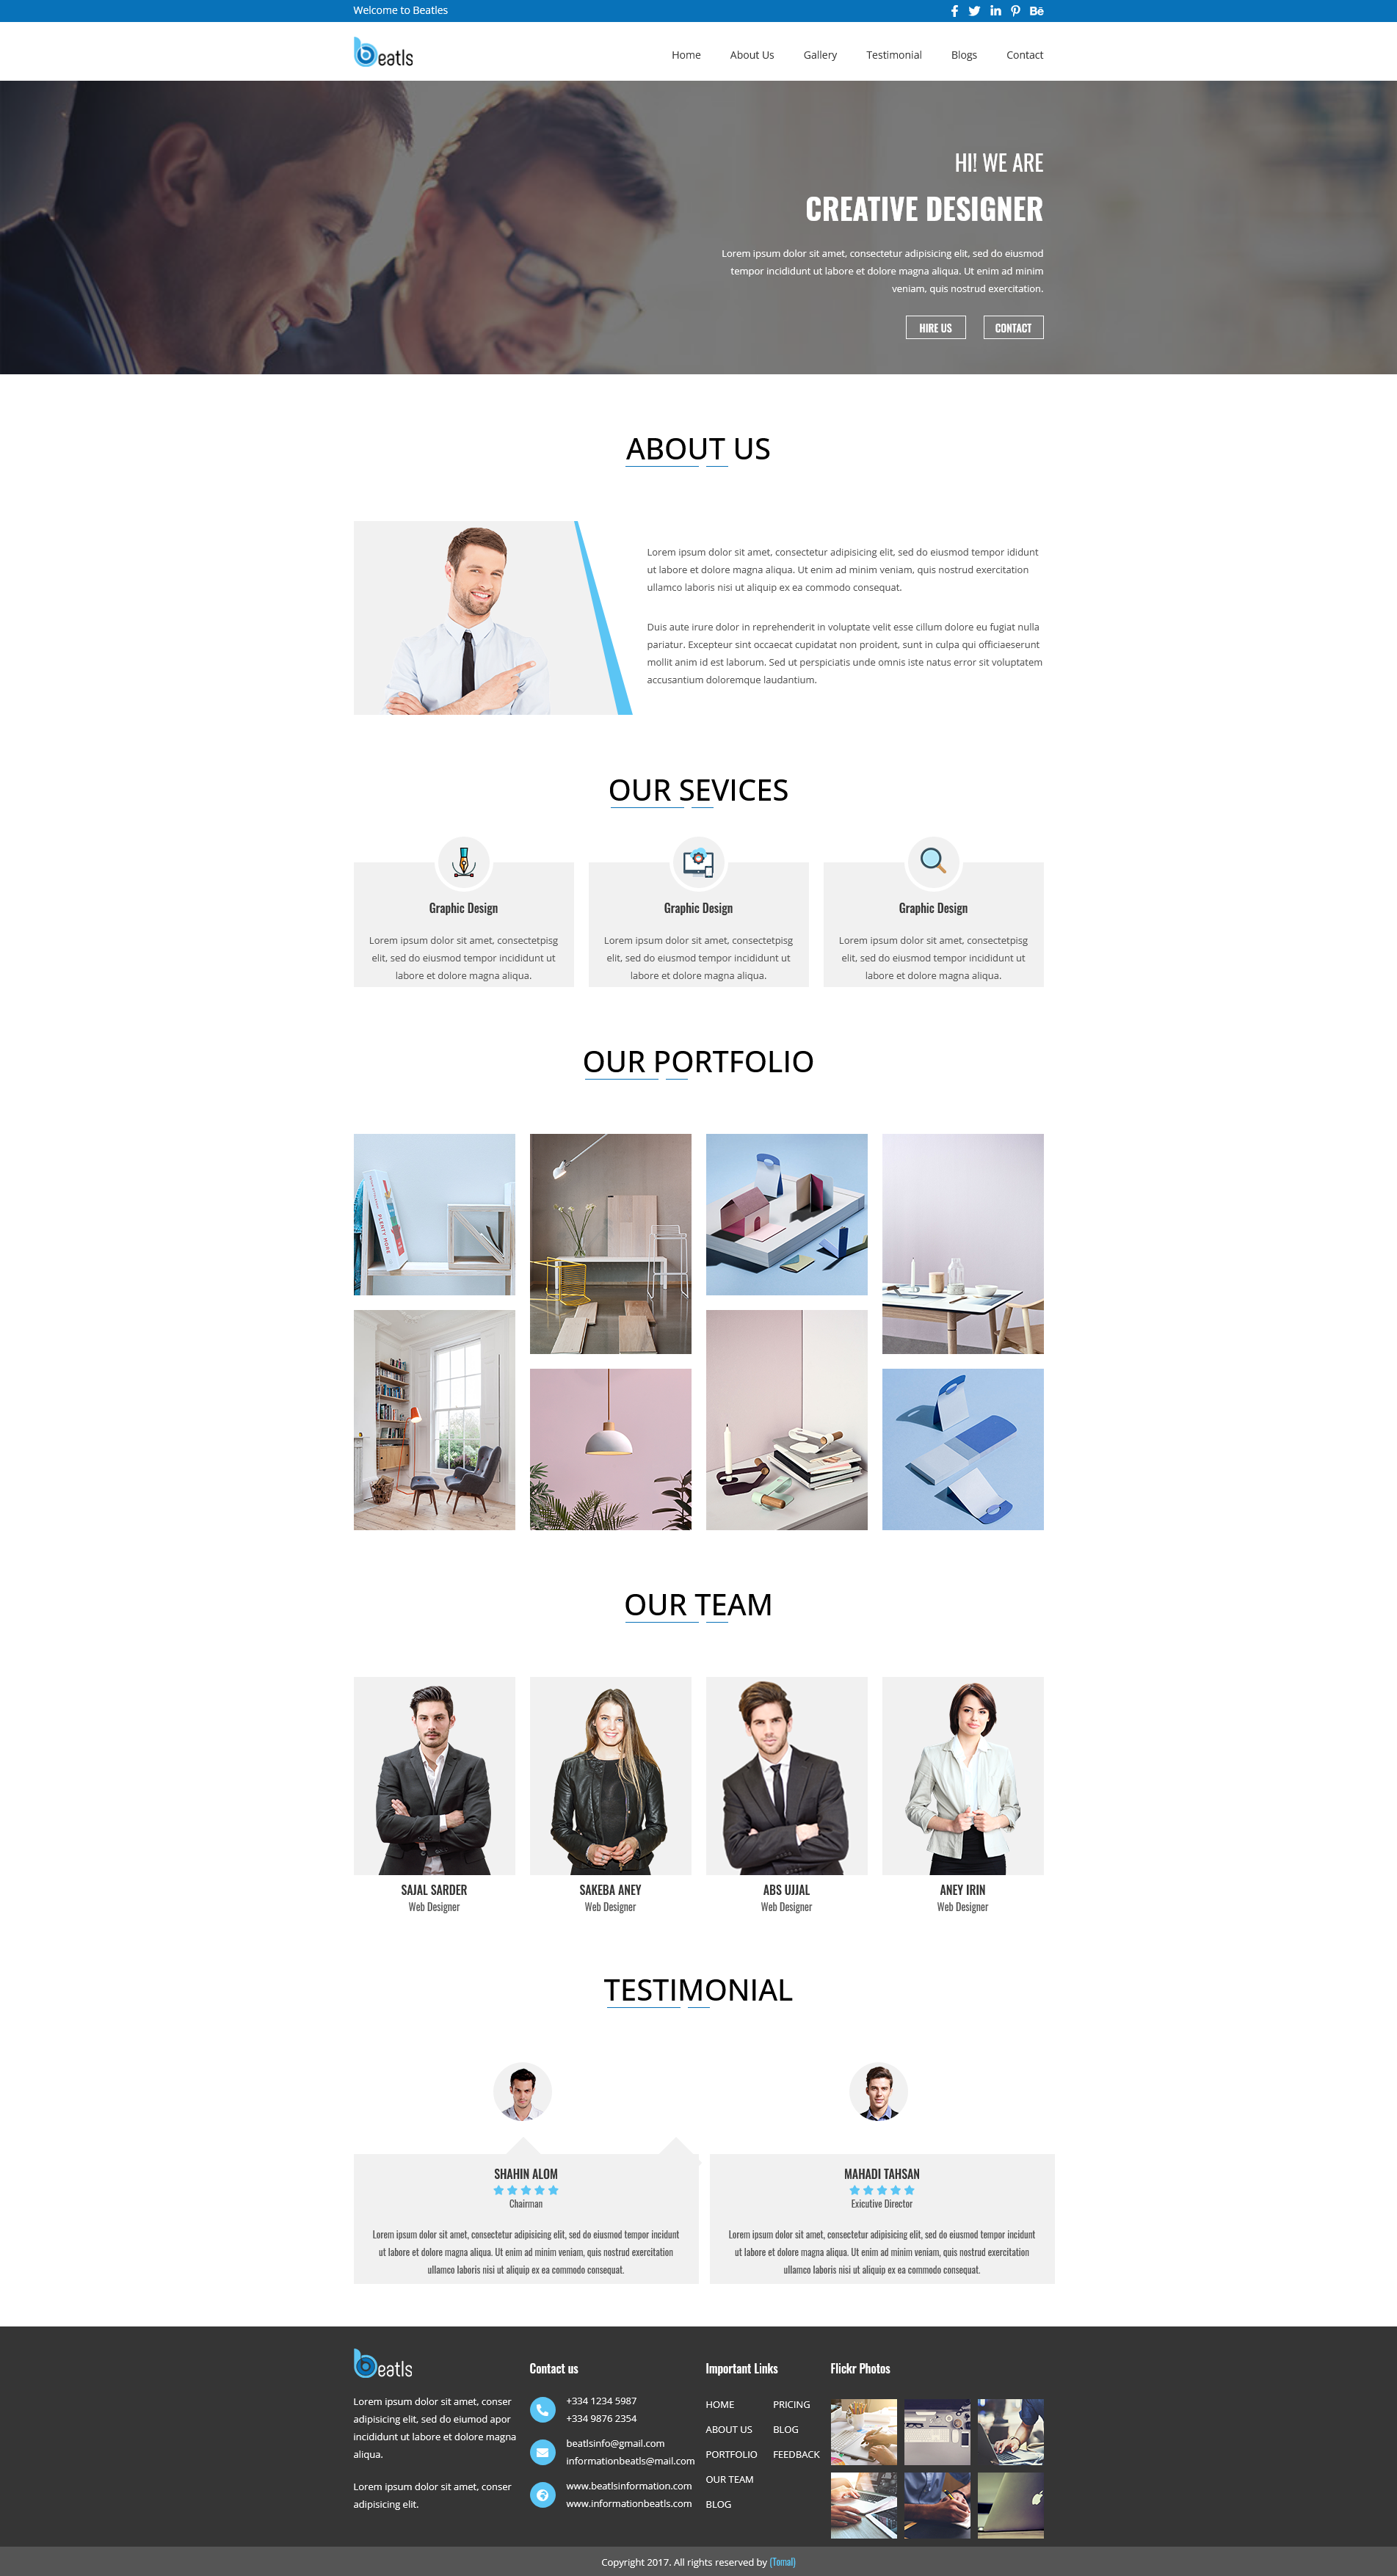 Welcome to Beatles
beatls
Home About Us Gallery Testimonial Blogs Contact
HI! WE ARE
CREATIVE DESIGNER
Lorem ipsum dolor sit amet, consectetur adipisicing elit, sed do eiusmod
tempor incididunt ut labore et dolore magna aliqua. Ut enim ad minim
veniam, quis nostrud exercitation.
HIRE US CONTACT
ABOUT US
Lorem ipsum dolor sit amet, consectetur adipisicing elit, sed do eiusmod tempor ididunt
ut labore et dolore magna aliqua. Ut enim ad minim veniam, quis nostrud exercitation
ullamco laboris nisi ut aliquip ex ea commodo consequat.
Duis aute irure dolor in reprehenderit in voluptate velit esse cillum dolore eu fugiat nulla
pariatur. Excepteur sint occaecat cupidatat non proident, sunt in culpa qui officiaeserunt
mollit anim id est laborum. Sed ut perspiciatis unde omnis iste natus error sit voluptatem
accusantium doloremque laudantium.
OUR SEVICES
Graphic Design
Lorem ipsum dolor sit amet, consectetpisg
elit, sed do eiusmod tempor incididunt ut
labore et dolore magna aliqua.
Graphic Design
Lorem ipsum dolor sit amet, consectetpisg
elit, sed do eiusmod tempor incididunt ut
labore et dolore magna aliqua.
Graphic Design
Lorem ipsum dolor sit amet, consectetpisg
elit, sed do eiusmod tempor incididunt ut
labore et dolore magna aliqua.
OUR PORTFOLIO
PLENTY MORE
OUR TEAM
SAJAL SARDER
Web Designer
SAKEBA ANEY
Web Designer
ABS UJJAL
Web Designer
ANEY IRIN
Web Designer
TESTIMONIAL
SHAHIN ALOM
Chairman
Lorem ipsum dolor sit amet, consectetur adipisicing elit, sed do eiusmod tempor incidunt
ut labore et dolore magna aliqua. Ut enim ad minim veniam, quis nostrud exercitation
ullamco laboris nisi ut aliquip ex ea commodo consequat.
MAHADI TAHSAN
Exicutive Director
Lorem ipsum dolor sit amet, consectetur adipisicing elit, sed do eiusmod tempor incidunt
ut labore et dolore magna aliqua. Ut enim ad minim veniam, quis nostrud exercitation
ullamco laboris nisi ut aliquip ex ea commodo consequat.
beatls
Lorem ipsum dolor sit amet, conser
adipisicing elit, sed do eiumod apor
incididunt ut labore et dolore magna
aliqua.
Lorem ipsum dolor sit amet, conser
adipisicing elit.
Contact us
+334 1234 5987
+334 9876 2354
beatlsinfo@gmail.com
informationbeatls@mail.com
www.beatlsinformation.com
www.informationbeatls.com
Important Links
HOME PRICING
ABOUT US BLOG
PORTFOLIO FEEDBACK
OUR TEAM
BLOG
Flickr Photos
Copyright 2017. All rights reserved by (Tomal)